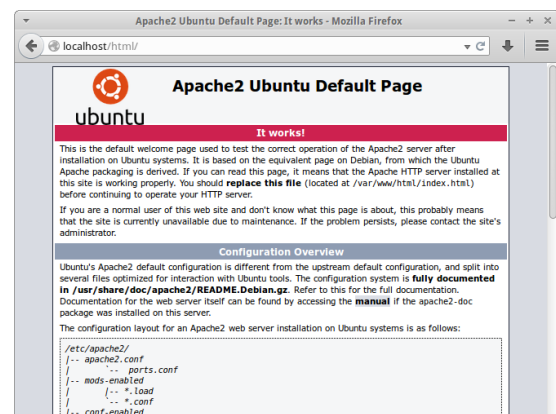 Apache2 Ubuntu Default Page: It works - Mozilla Firefox
localhost/html/
Apache2 Ubuntu Default Page
ubuntu
It works!
This is the default welcome page used to test the correct operation of the Apache2 server after
installation on Ubuntu systems. It is based on the equivalent page on Debian, from which the Ubuntu
Apache packaging is derived. If you can read this page, it means that the Apache HTTP server installed at
this site is working properly. You should replace this file (located at /var/www/html/index.html)
before continuing to operate your HTTP server.
If you are a normal user of this web site and don't know what this page is about, this probably means
that the site is currently unavailable due to maintenance. If the problem persists, please contact the site's
administrator.
Configuration Overview
Ubuntu's Apache2 default configuration is different from the upstream default configuration, and split into
several files optimized for interaction with Ubuntu tools. The configuration system is fully documented
in /usr/share/doc/apache2/README.Debian.gz. Refer to this for the full documentation.
Documentation for the web server itself can be found by accessing the manual if the apache2-doc
package was installed on this server.
The configuration layout for an Apache2 web server installation on Ubuntu systems is as follows:
/etc/apache2/
|-- apache2.conf
|       `--  ports.conf
|-- mods-enabled
|       |-- *.load
|       `-- *.conf
|-- conf-enabled